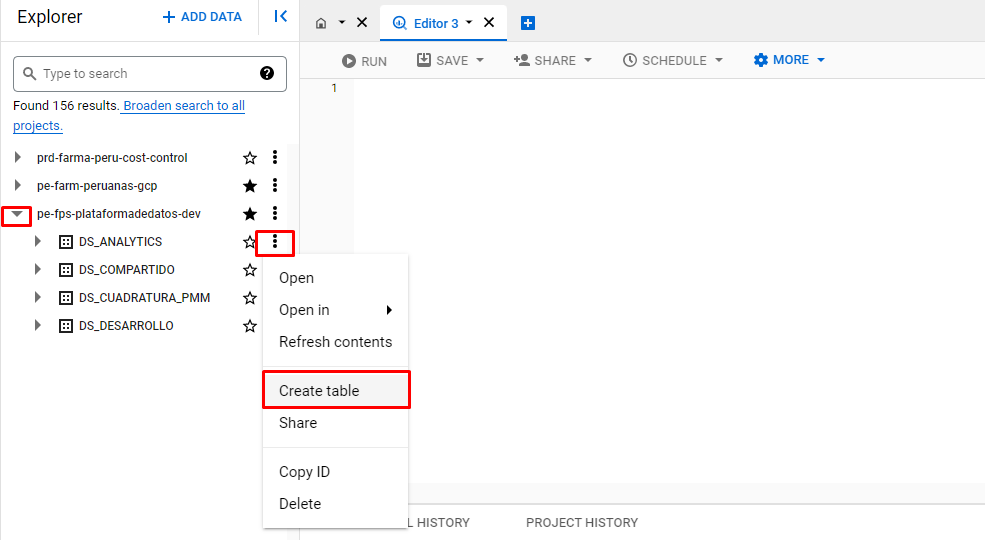 Explorer
+ ADD DATA
Editor 3
RUN
SAVE
SHARE
SCHEDULE
MORE
Type to search
Found 156 results. Broaden search to all
projects.
1
prd-farma-peru-cost-control
pe-farm-peruanas-gcp
pe-fps-plataformadedatos-dev
DS_ANALYTICS
DS_COMPARTIDO
DS_CUADRATURA_PMM
DS_DESARROLLO
Open
Open in
Refresh contents
Create table
Share
Copy ID
Delete
L HISTORY
PROJECT HISTORY